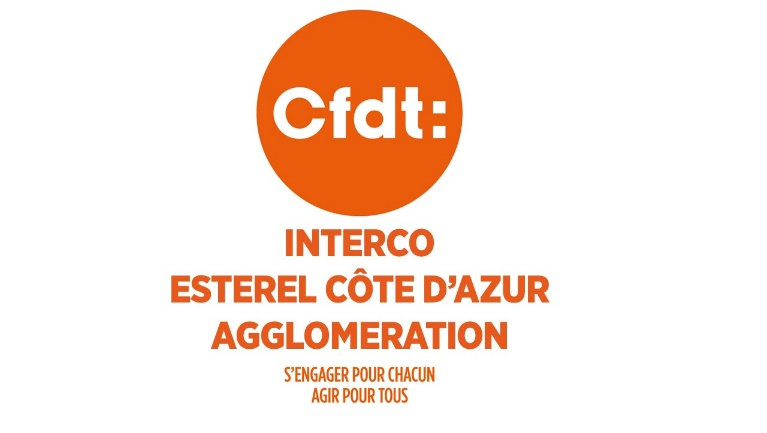 Cfdt:
INTERCO
ESTEREL CÔTE D'AZUR
AGGLOMERATION
S'ENGAGER POUR CHACUN
AGIR POUR TOUS